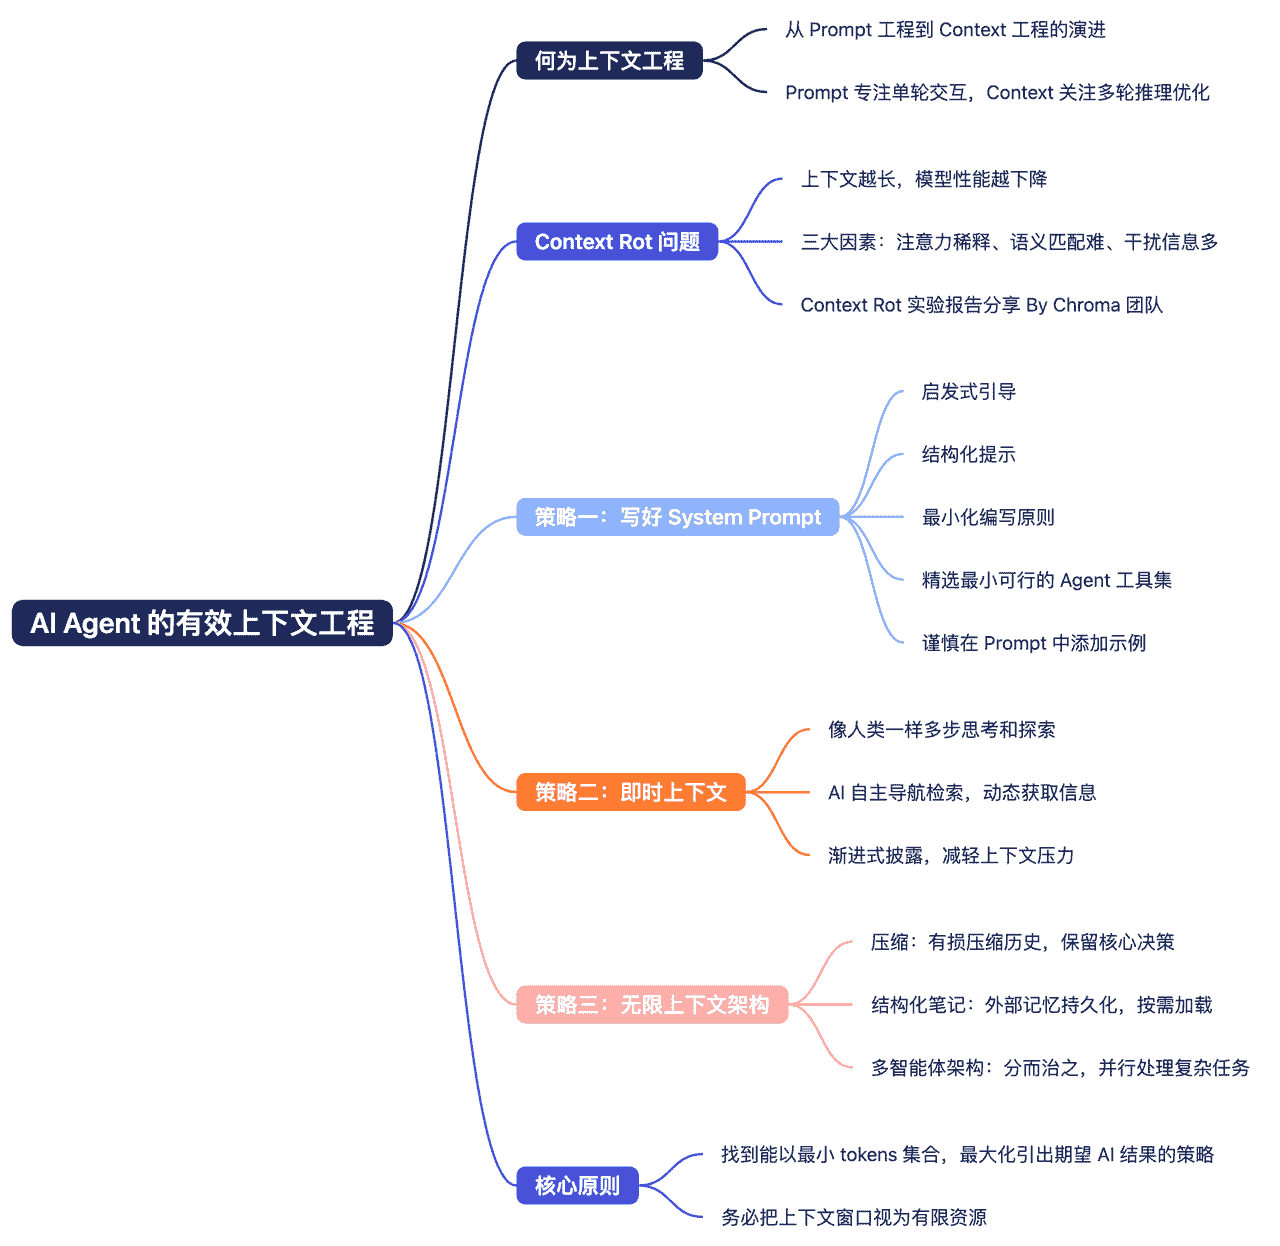 AI Agent 的有效上下文工程
何为上下文工程
从 Prompt 工程到 Context 工程的演进
Prompt 专注单轮交互，Context 关注多轮推理优化
Context Rot 问题
上下文越长，模型性能越下降
三大因素：注意力稀释、语义匹配难、干扰信息多
Context Rot 实验报告分享 By Chroma 团队
策略一：写好 System Prompt
启发式引导
结构化提示
最小化编写原则
精选最小可行的 Agent 工具集
谨慎在 Prompt 中添加示例
策略二：即时上下文
像人类一样多步思考和探索
AI 自主导航检索，动态获取信息
渐进式披露，减轻上下文压力
策略三：无限上下文架构
压缩：有损压缩历史，保留核心决策
结构化笔记：外部记忆持久化，按需加载
多智能体架构：分而治之，并行处理复杂任务
核心原则
找到能以最小 tokens 集合，最大化引出期望 AI 结果的策略
务必把上下文窗口视为有限资源